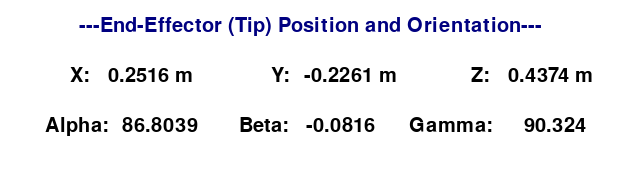 ---End-Effector (Tip) Position and Orientation---
X: 0.2516 m Y: -0.2261 m Z: 0.4374 m
Alpha: 86.8039 Beta: -0.0816 Gamma: 90.324